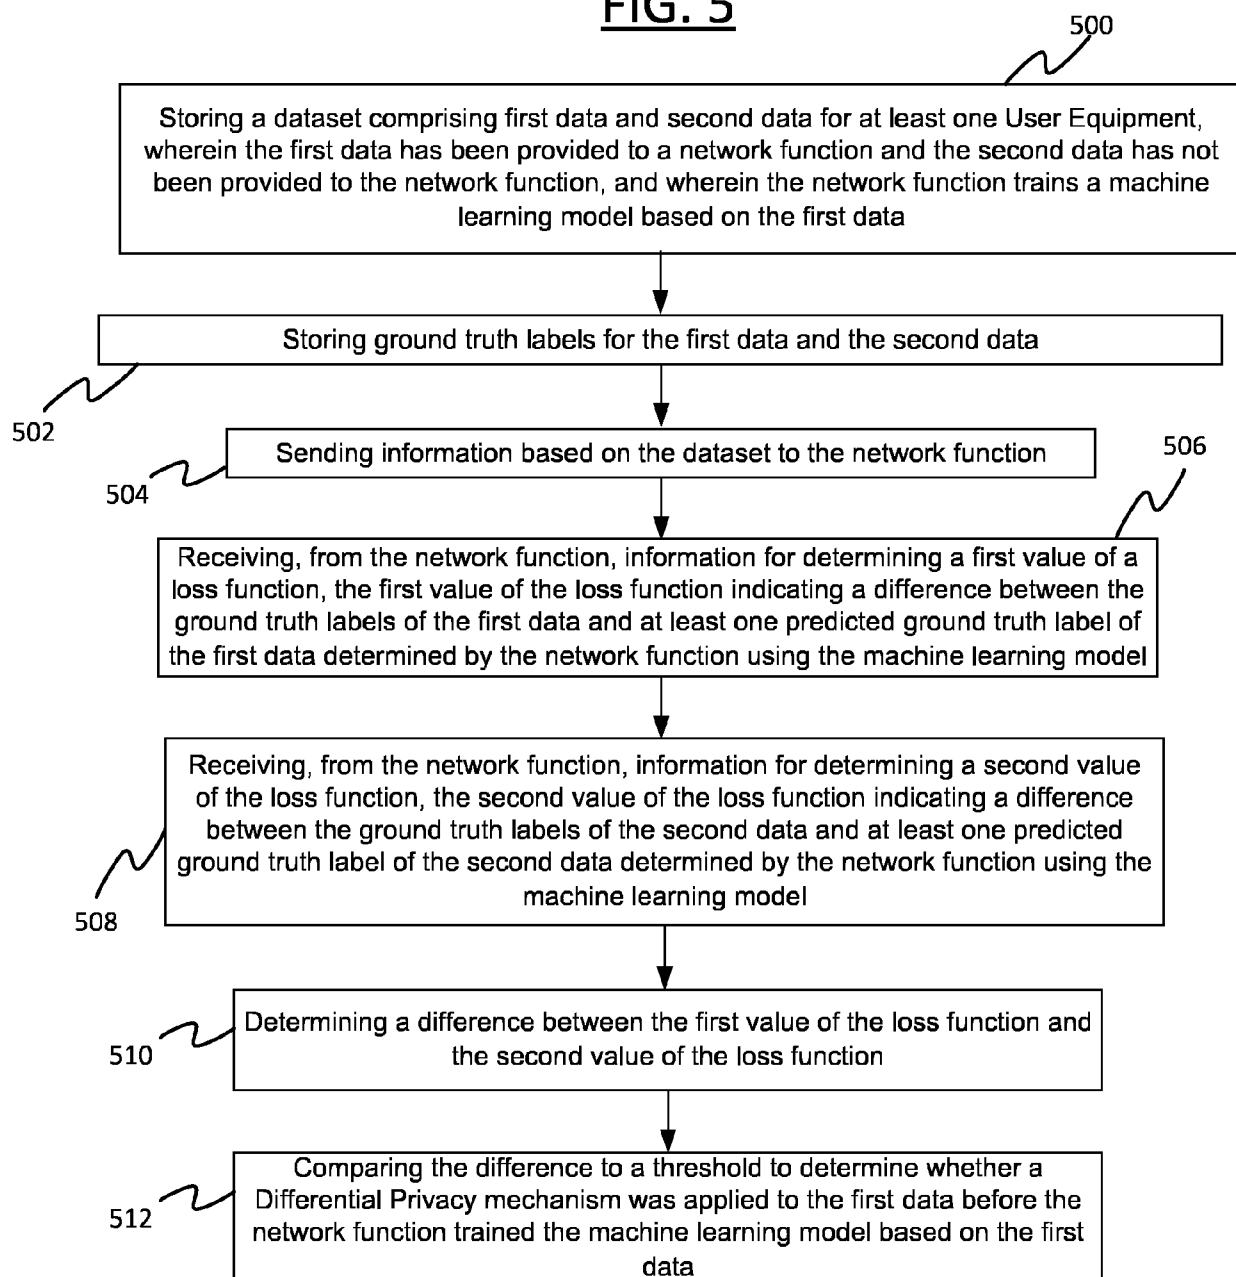 FIG. 5
500
Storing a dataset comprising first data and second data for at least one User Equipment,
wherein the first data has been provided to a network function and the second data has not
been provided to the network function, and wherein the network function trains a machine
learning model based on the first data
Storing ground truth labels for the first data and the second data
502
Sending information based on the dataset to the network function
504
506
Receiving, from the network function, information for determining a first value of a
loss function, the first value of the loss function indicating a difference between the
ground truth labels of the first data and at least one predicted ground truth label of
the first data determined by the network function using the machine learning model
Receiving, from the network function, information for determining a second value
of the loss function, the second value of the loss function indicating a difference
between the ground truth labels of the second data and at least one predicted
ground truth label of the second data determined by the network function using the
machine learning model
508
Determining a difference between the first value of the loss function and
the second value of the loss function
510
Comparing the difference to a threshold to determine whether a
Differential Privacy mechanism was applied to the first data before the
network function trained the machine learning model based on the first
data
512